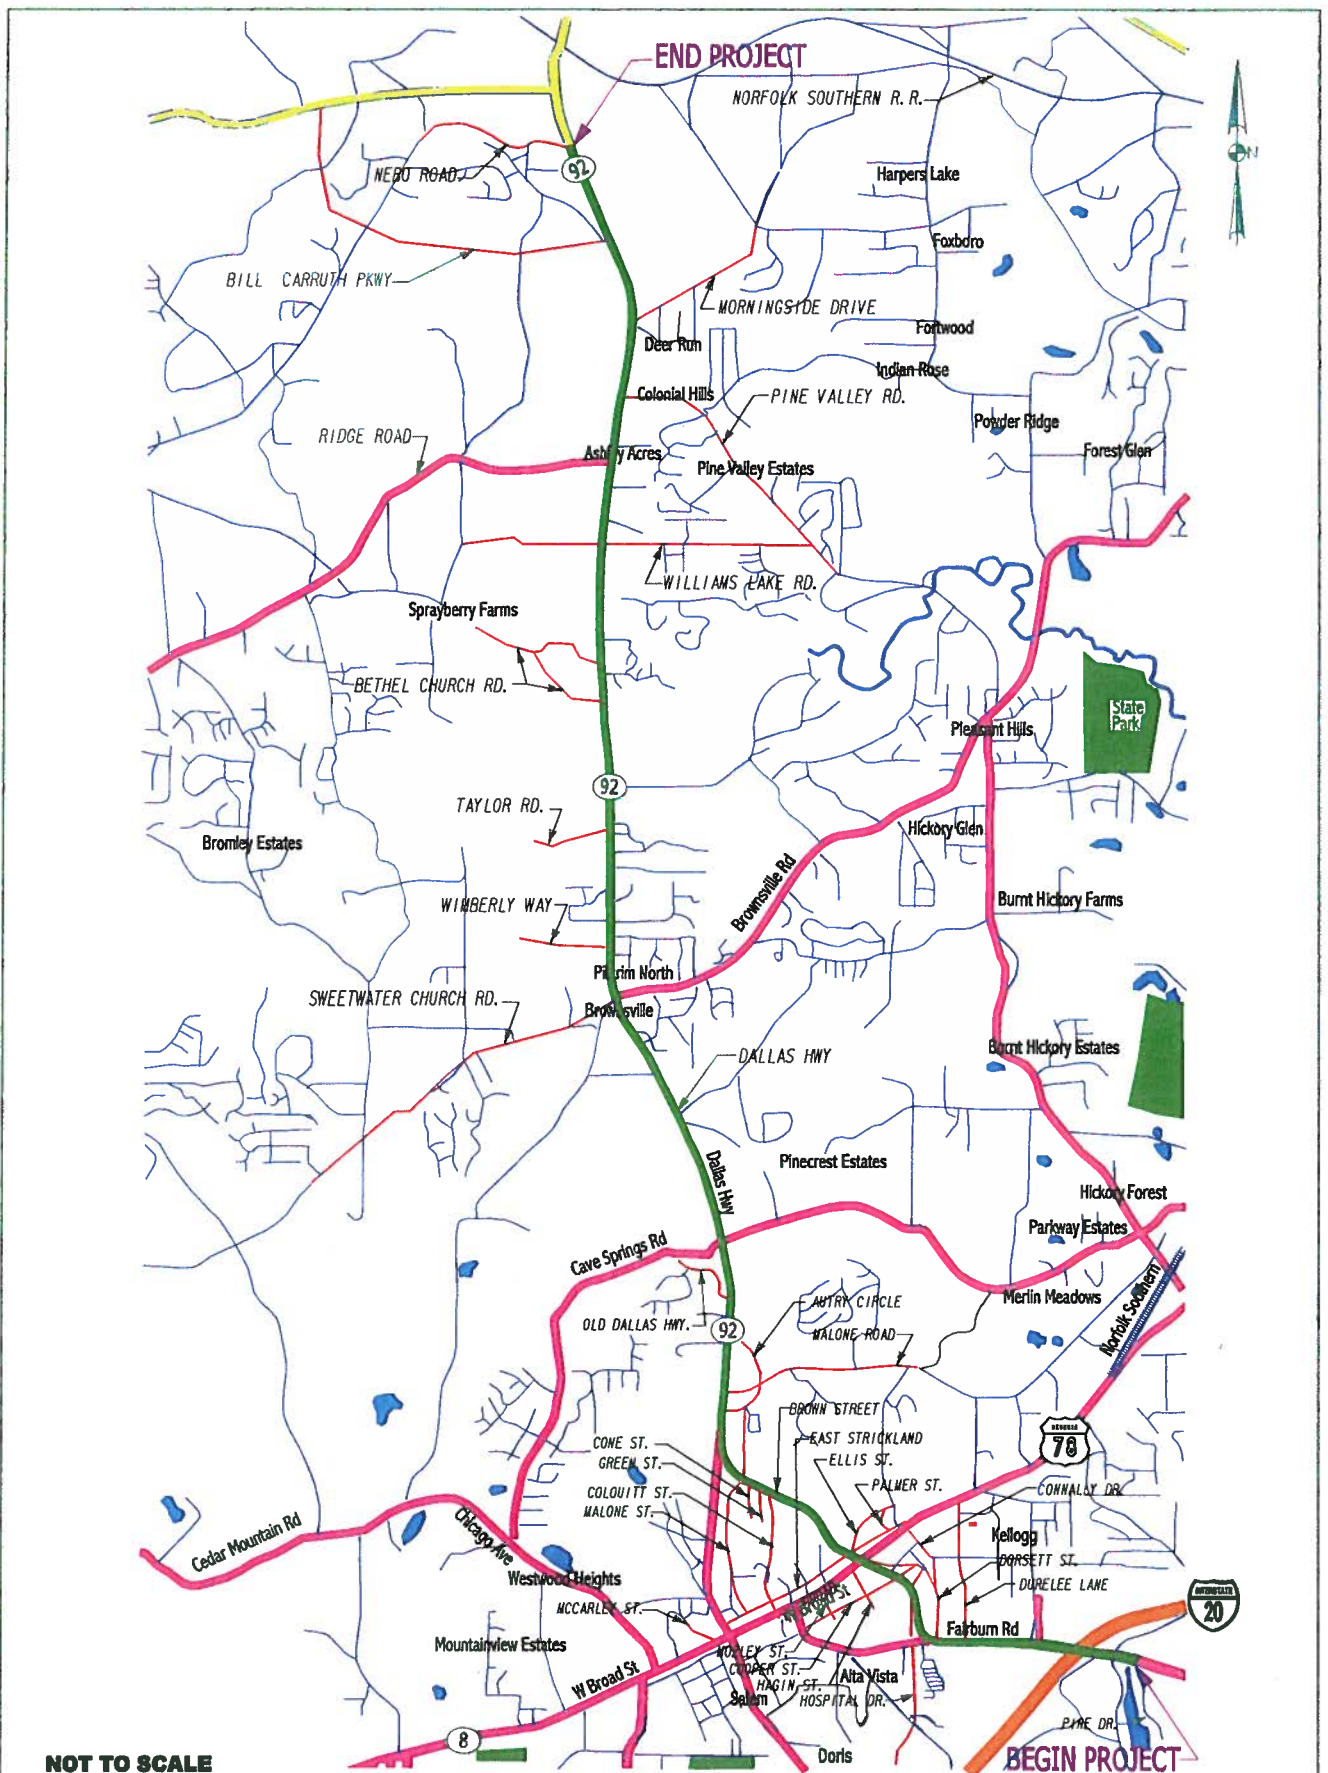 END PROJECT
NORFOLK SOUTHERN R.R.
NEBO ROAD
92
Harpers Lake
N
Foxboro
BILL CARRUTH PKWY
MORNINGSIDE DRIVE
Fortwood
Deer Run
Indian Rose
Colonial Hills
PINE VALLEY RD.
Powder Ridge
RIDGE ROAD
Ashley Acres
Forest Glen
Pine Valley Estates
WILLIAMS LAKE RD.
Sprayberry Farms
BETHEL CHURCH RD.
State
Park
Pleasant Hills
92
TAYLOR RD.
Hickory Glen
Bromley Estates
Brownsville Rd
WIMBERLY WAY
Burnt Hickory Farms
Pilgrim North
SWEETWATER CHURCH RD.
Brownsville
DALLAS HWY
Burnt Hickory Estates
Dallas Hwy
Pinecrest Estates
Hickory Forest
Parkway Estates
Cave Springs Rd
Merlin Meadows
Norfolk Southern
AUTRY CIRCLE
OLD DALLAS HWY.
92
MALONE ROAD
BROWN STREET
CONE ST.
EAST STRICKLAND
78
GREEN ST.
ELLIS ST.
COLQUITT ST.
PALMER ST.
CONNALLY DR.
MALONE ST.
Cedar Mountain Rd
Chicago Ave
Kellogg
DORSETT ST.
Westwood Heights
DURELEE LANE
W Broad St
INTERSTATE
20
MCCARLEY ST.
Fairburn Rd
Mountainview Estates
MOZLEY ST.
COOPER ST.
Alta Vista
W Broad St
HAGIN ST.
Salem
HOSPITAL DR.
PINE DR.
8
Doris
BEGIN PROJECT
NOT TO SCALE